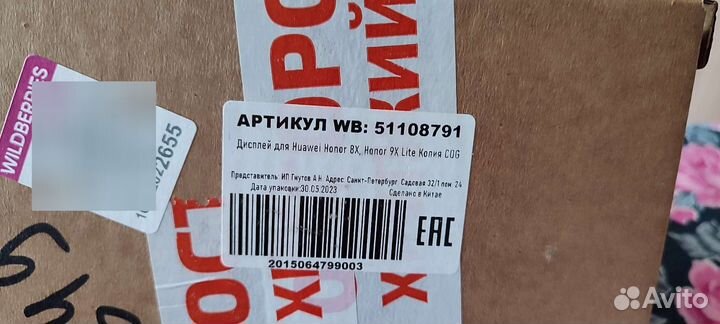 WILDBERRIES
22655
АРТИКУЛ WB: 51108791
Дисплей для Huawei Honor 8X, Honor 9X Lite Копия COG
Представитель: ИП Гнутов А.Н. Адрес: Санкт-Петербург, Садовая 32/1 пом. 24
Дата упаковки:30.05.2023 Сделано в Китае
2015064799003
EAC
Avito